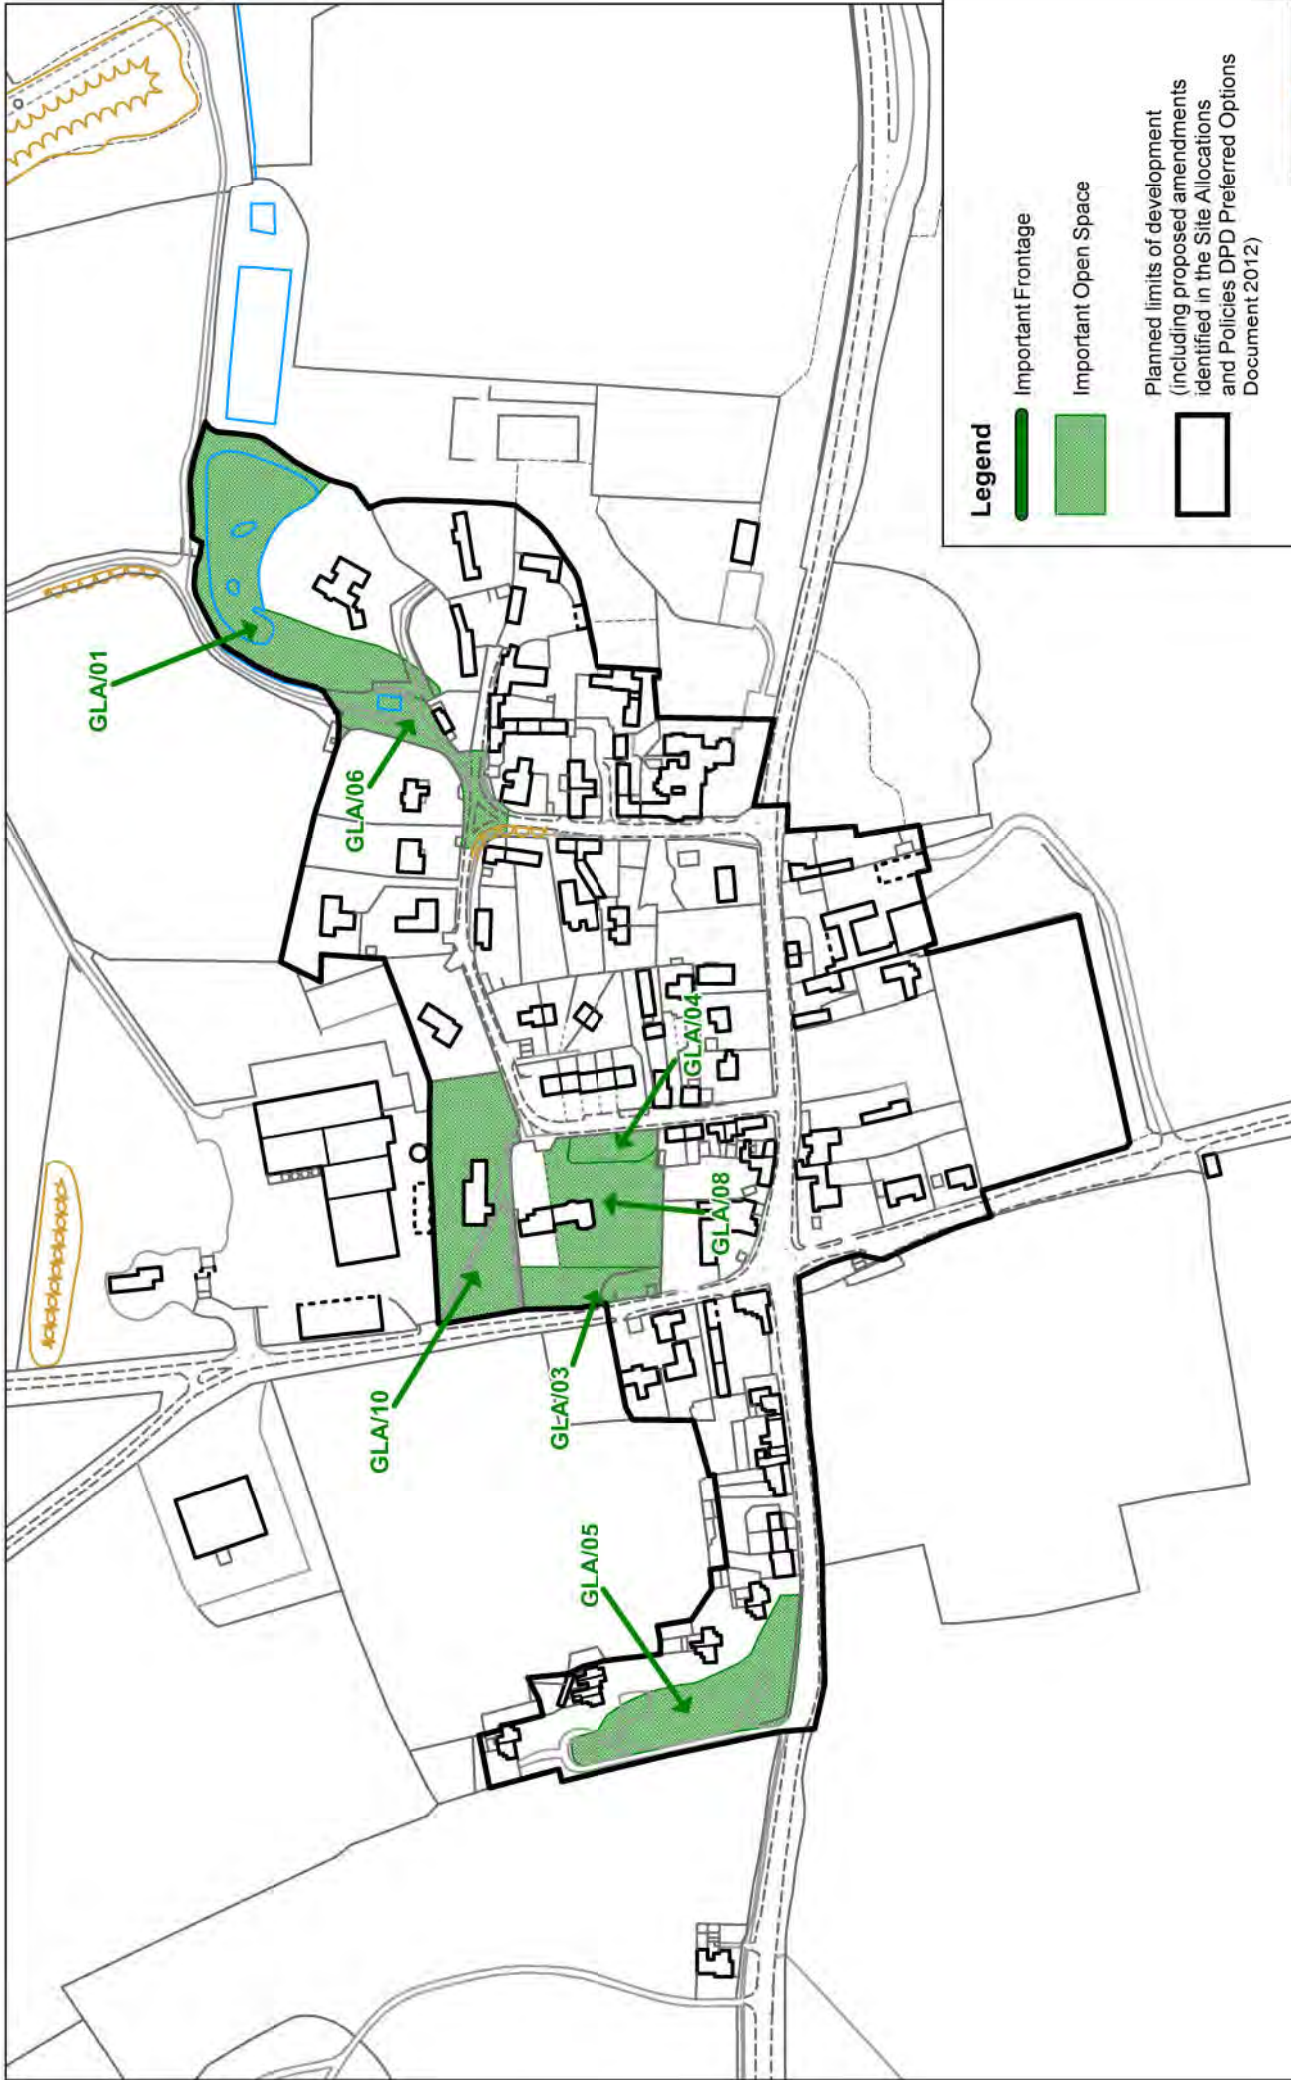 GLA/01
GLA/06
GLA/04
GLA/08
GLA/10
GLA/03
GLA/05
Legend
Important Frontage
Important Open Space
Planned limits of development
(including proposed amendments
identified in the Site Allocations
and Policies DPD Preferred Options
Document 2012)